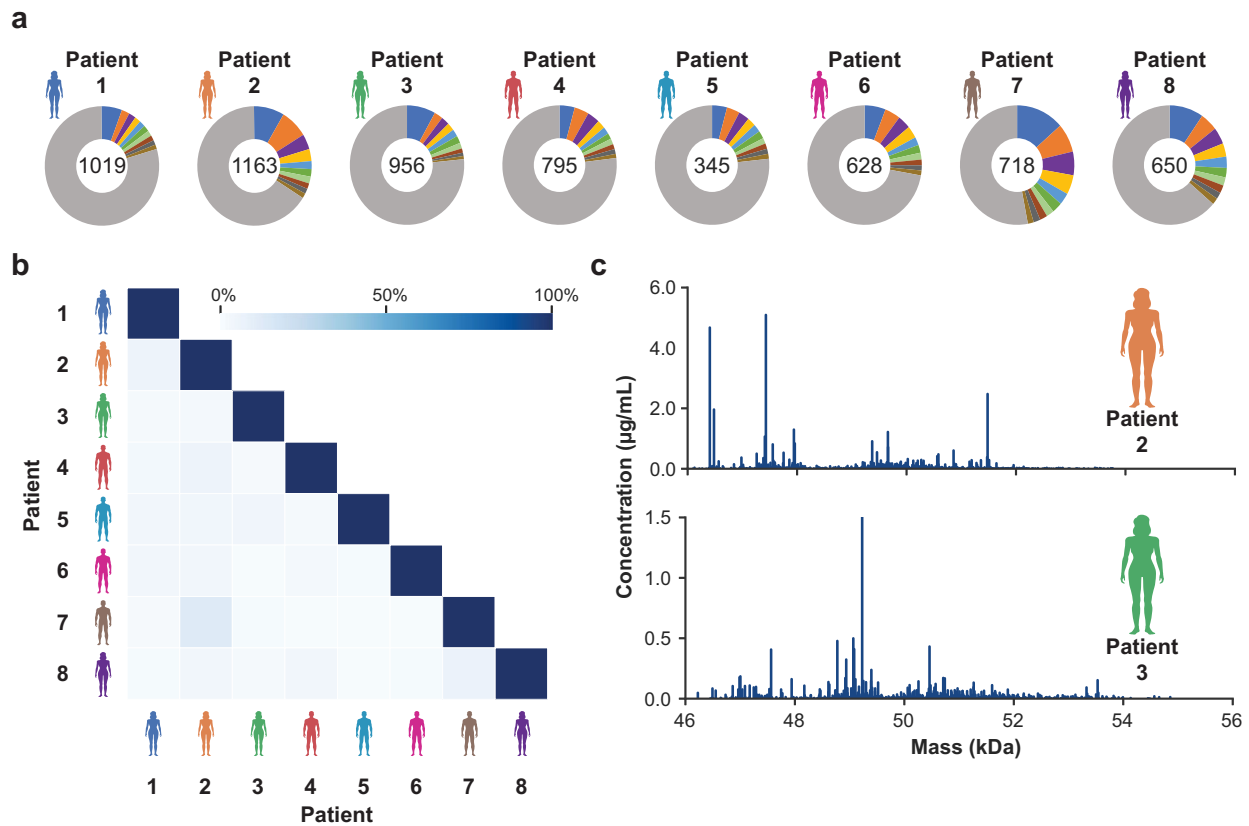 a
Patient 1
Patient 2
Patient 3
Patient 4
Patient 5
Patient 6
Patient 7
Patient 8
1019
1163
956
795
345
628
718
650
b
0%
50%
100%
Patient
1
2
3
4
5
6
7
8
1
2
3
4
5
6
7
8
Patient
c
Concentration (µg/mL)
6.0
4.0
2.0
0.0
Patient
2
1.5
1.0
0.5
0.0
Patient
3
46
48
50
52
54
56
Mass (kDa)